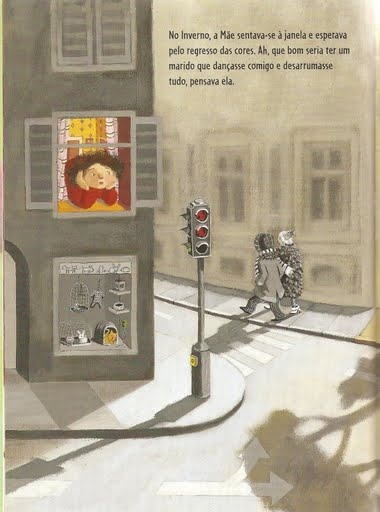 No Inverno, a Mãe sentava-se à janela e esperava
pelo regresso das cores. Ah, que bom seria ter um
marido que dançasse comigo e desarrumasse
tudo, pensava ela.